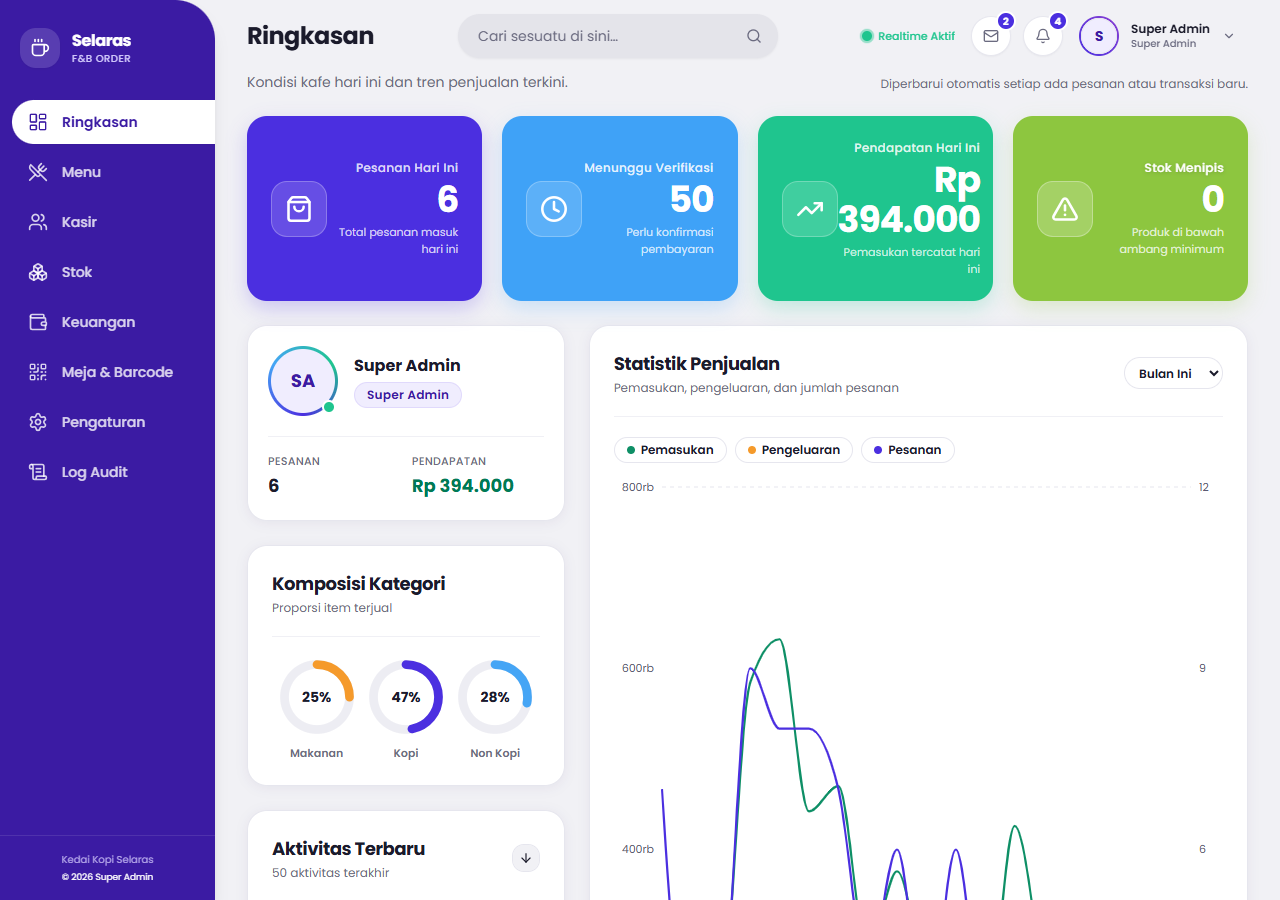 Selaras
F&B ORDER
Ringkasan
Menu
Kasir
Stok
Keuangan
Meja & Barcode
Pengaturan
Log Audit
Kedai Kopi Selaras
© 2026 Super Admin
Ringkasan
Cari sesuatu di sini...
Realtime Aktif
2
4
S
Super Admin
Super Admin
Kondisi kafe hari ini dan tren penjualan terkini.
Diperbarui otomatis setiap ada pesanan atau transaksi baru.
Pesanan Hari Ini
6
Total pesanan masuk
hari ini
Menunggu Verifikasi
50
Perlu konfirmasi
pembayaran
Pendapatan Hari Ini
Rp
394.000
Pemasukan tercatat hari
ini
Stok Menipis
0
Produk di bawah
ambang minimum
SA
Super Admin
Super Admin
PESANAN
6
PENDAPATAN
Rp 394.000
Komposisi Kategori
Proporsi item terjual
25%
47%
28%
Makanan
Kopi
Non Kopi
Aktivitas Terbaru
50 aktivitas terakhir
Statistik Penjualan
Pemasukan, pengeluaran, dan jumlah pesanan
Bulan Ini
Pemasukan
Pengeluaran
Pesanan
800rb
12
600rb
9
400rb
6